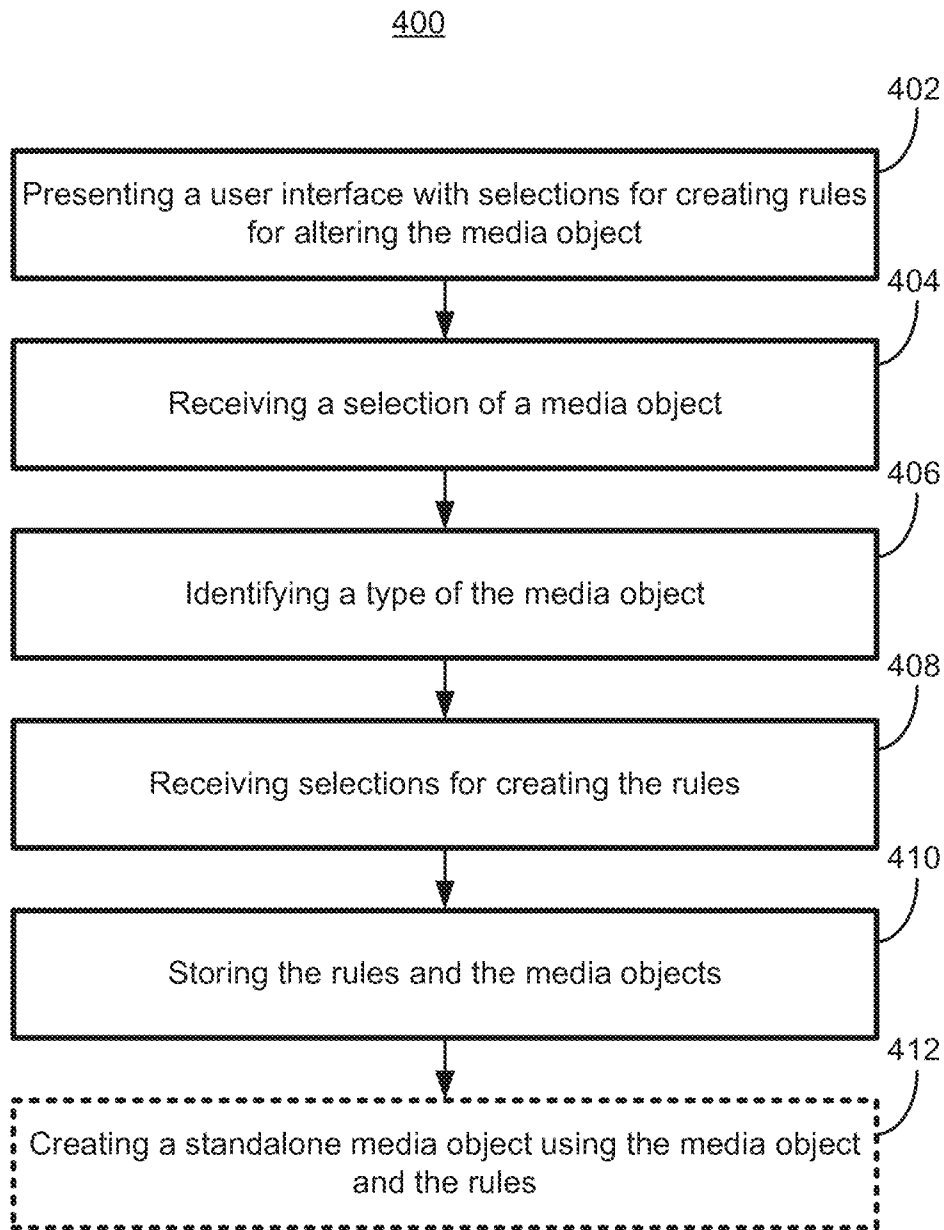 400
402
Presenting a user interface with selections for creating rules
for altering the media object
404
Receiving a selection of a media object
406
Identifying a type of the media object
408
Receiving selections for creating the rules
410
Storing the rules and the media objects
412
Creating a standalone media object using the media object
and the rules